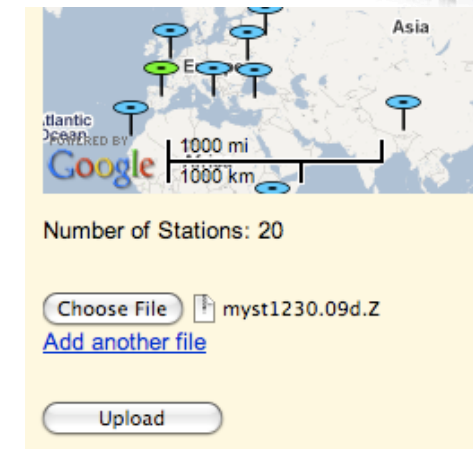 Asia
E
tlantic
Ocean
POWERED BY
Google
1000 mi
1000 km
Number of Stations: 20
Choose File myst1230.09d.Z
Add another file
Upload